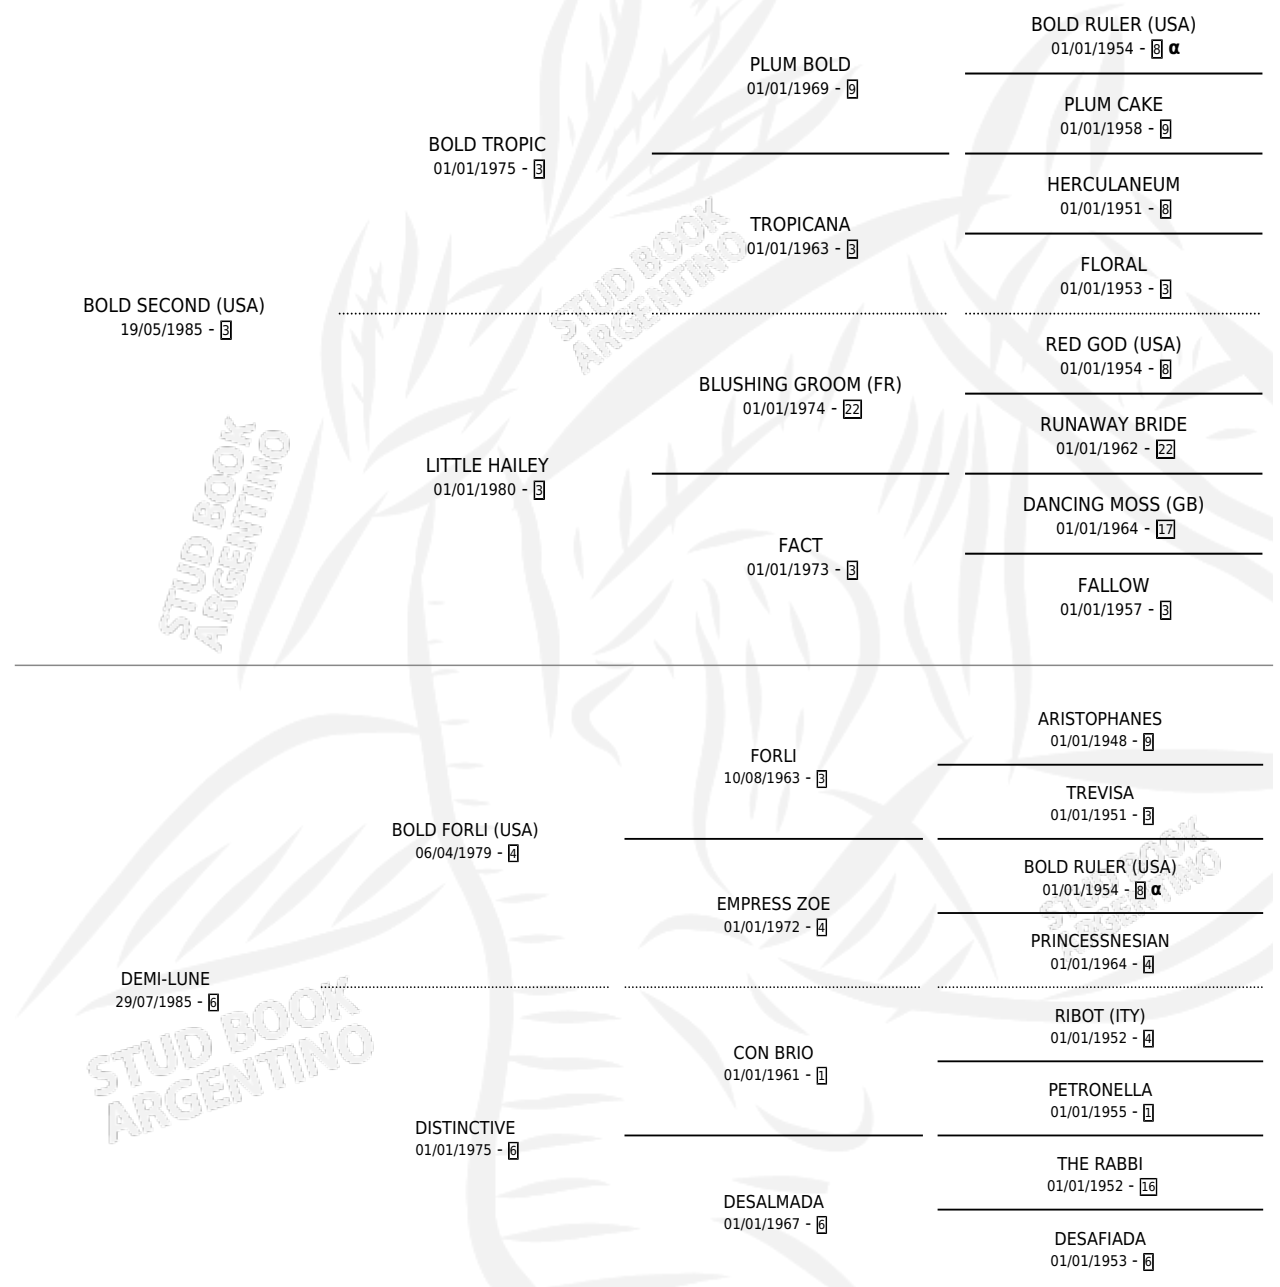 BOLD RULER (USA)
01/01/1954 - 8 α
PLUM BOLD
01/01/1969 - 9
PLUM CAKE
01/01/1958 - 9
BOLD TROPIC
01/01/1975 - 3
HERCULANEUM
01/01/1951 - 8
TROPICANA
01/01/1963 - 3
FLORAL
01/01/1953 - 3
BOLD SECOND (USA)
19/05/1985 - 3
RED GOD (USA)
01/01/1954 - 8
BLUSHING GROOM (FR)
01/01/1974 - 22
RUNAWAY BRIDE
01/01/1962 - 22
LITTLE HAILEY
01/01/1980 - 3
DANCING MOSS (GB)
01/01/1964 - 17
FACT
01/01/1973 - 3
FALLOW
01/01/1957 - 3
STUD BOOK
ARGENTINO
STUD BOOK
ARGENTINO
ARISTOPHANES
01/01/1948 - 9
FORLI
10/08/1963 - 3
TREVISA
01/01/1951 - 3
BOLD FORLI (USA)
06/04/1979 - 4
BOLD RULER (USA)
01/01/1954 - 8 α
EMPRESS ZOE
01/01/1972 - 4
PRINCESSNESIAN
01/01/1964 - 4
DEMI-LUNE
29/07/1985 - 6
RIBOT (ITY)
01/01/1952 - 4
CON BRIO
01/01/1961 - 1
PETRONELLA
01/01/1955 - 1
DISTINCTIVE
01/01/1975 - 6
THE RABBI
01/01/1952 - 16
DESALMADA
01/01/1967 - 6
DESAFIADA
01/01/1953 - 6
STUD BOOK
ARGENTINO
STUD BOOK
ARGENTINO